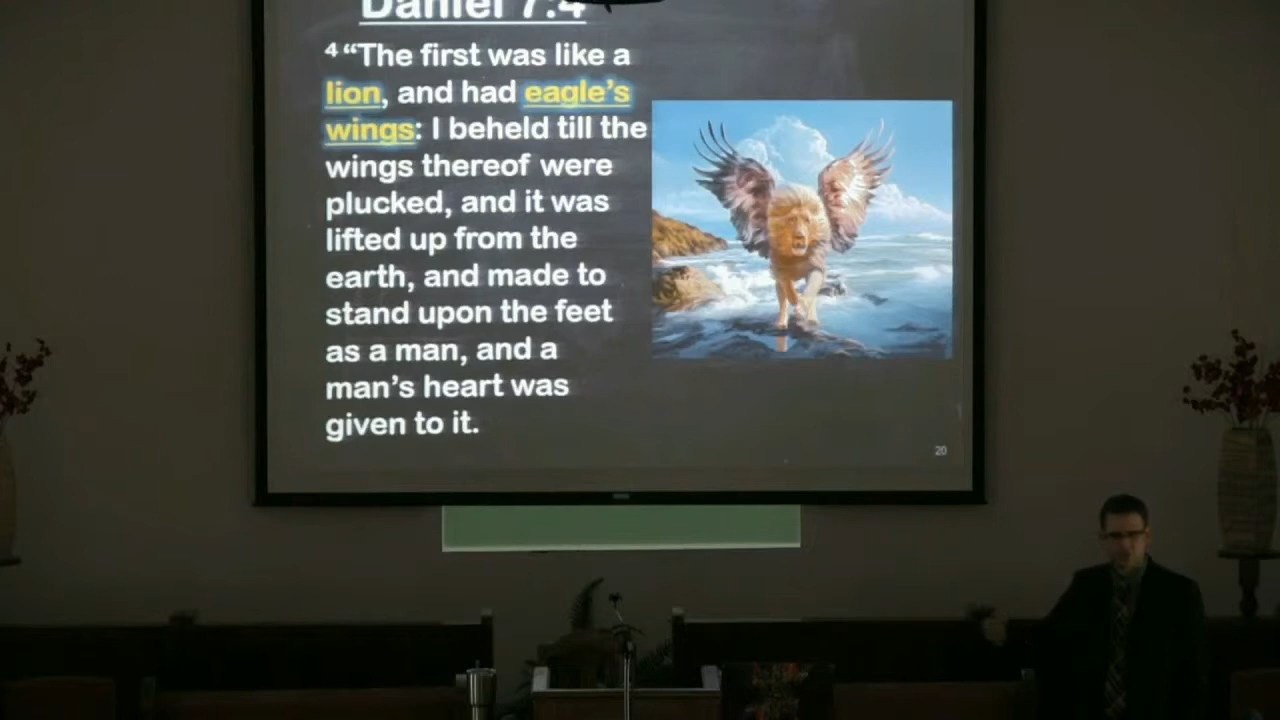 Daniel 7:4
4 “The first was like a
lion, and had eagle’s
wings: I beheld till the
wings thereof were
plucked, and it was
lifted up from the
earth, and made to
stand upon the feet
as a man, and a
man’s heart was
given to it.
20